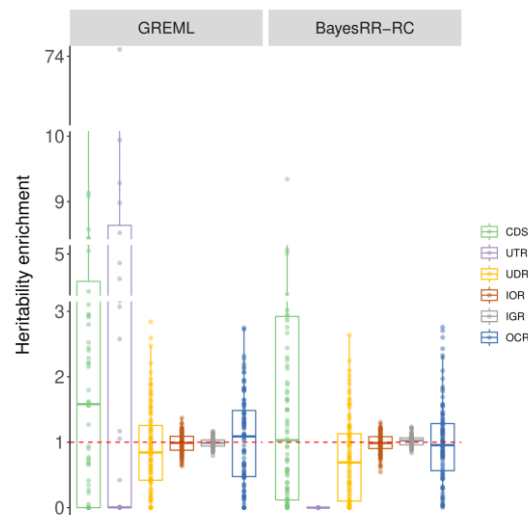 GREML
BayesRR-RC
Heritability enrichment
74
10
9
5
3
2
1
0
CDS
UTR
UDR
IOR
IGR
OCR